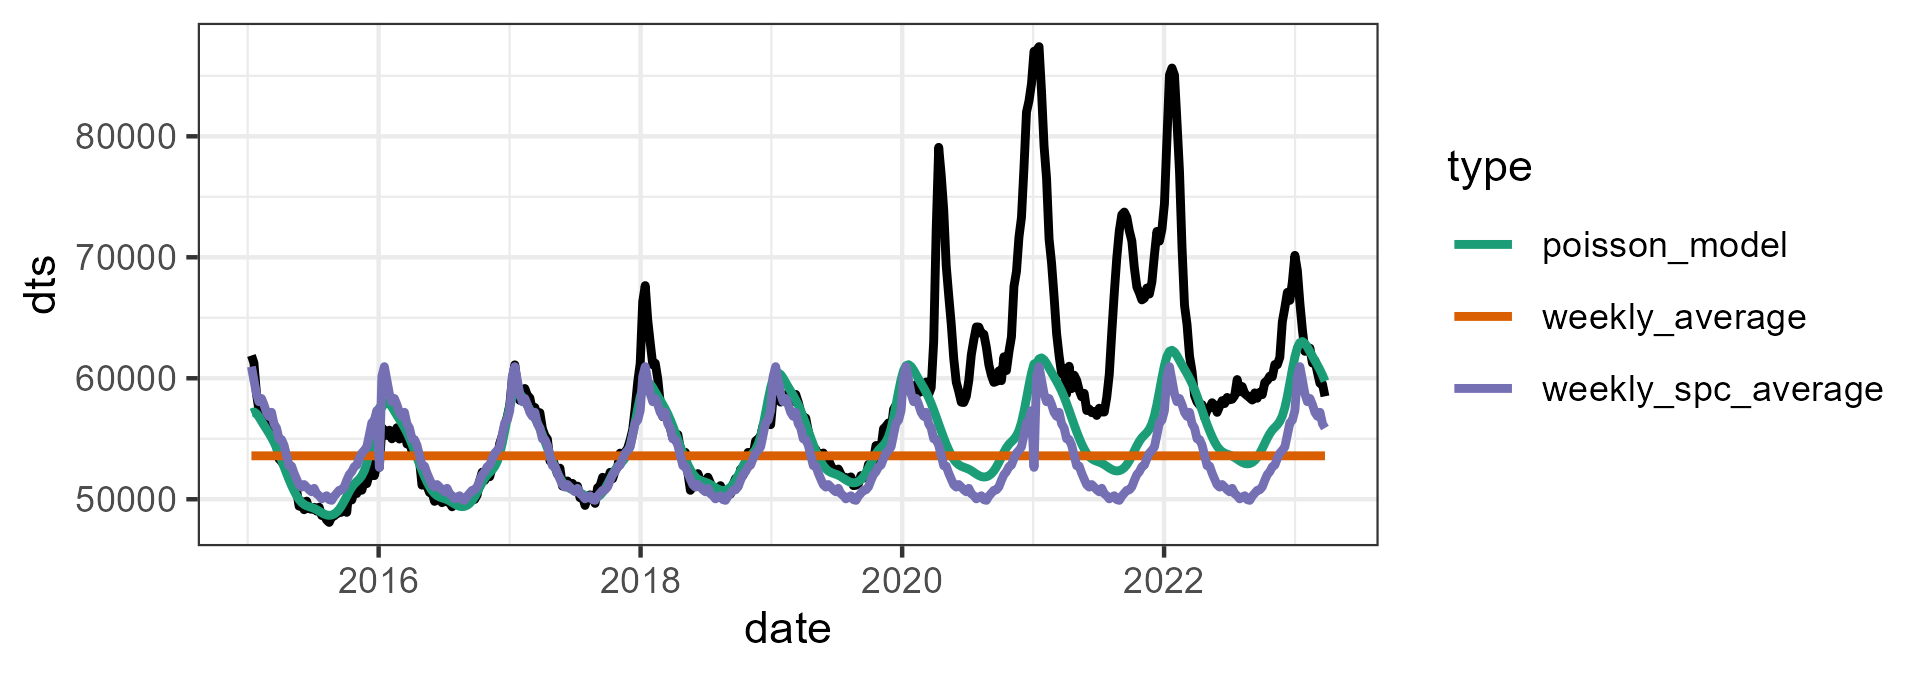 dts
80000
70000
60000
50000
2016 2018 2020 2022
date
type
poisson_model
weekly_average
weekly_spc_average